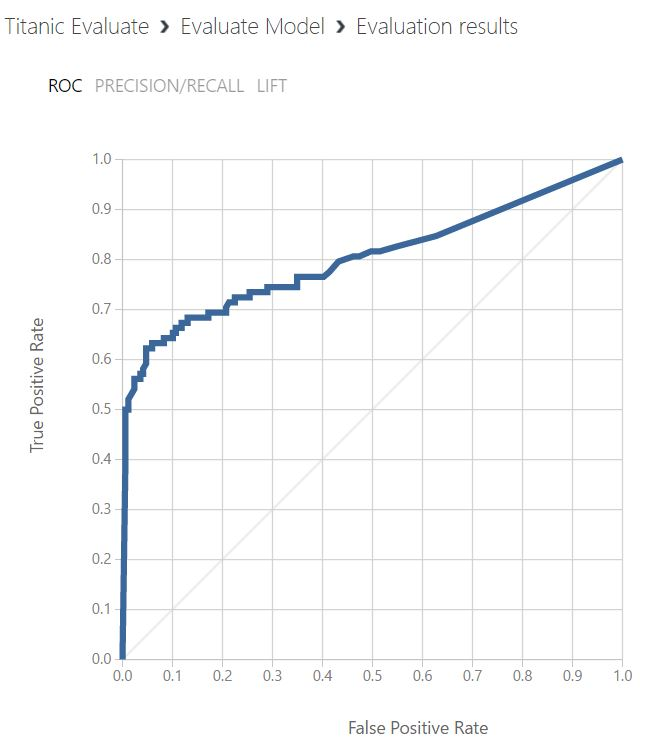 Titanic Evaluate › Evaluate Model › Evaluation results
ROC PRECISION/RECALL LIFT
1.0
0.9
0.8
0.7
0.6
0.5
0.4
0.3
0.2
0.1
0.0
True Positive Rate
0.0 0.1 0.2 0.3 0.4 0.5 0.6 0.7 0.8 0.9 1.0
False Positive Rate